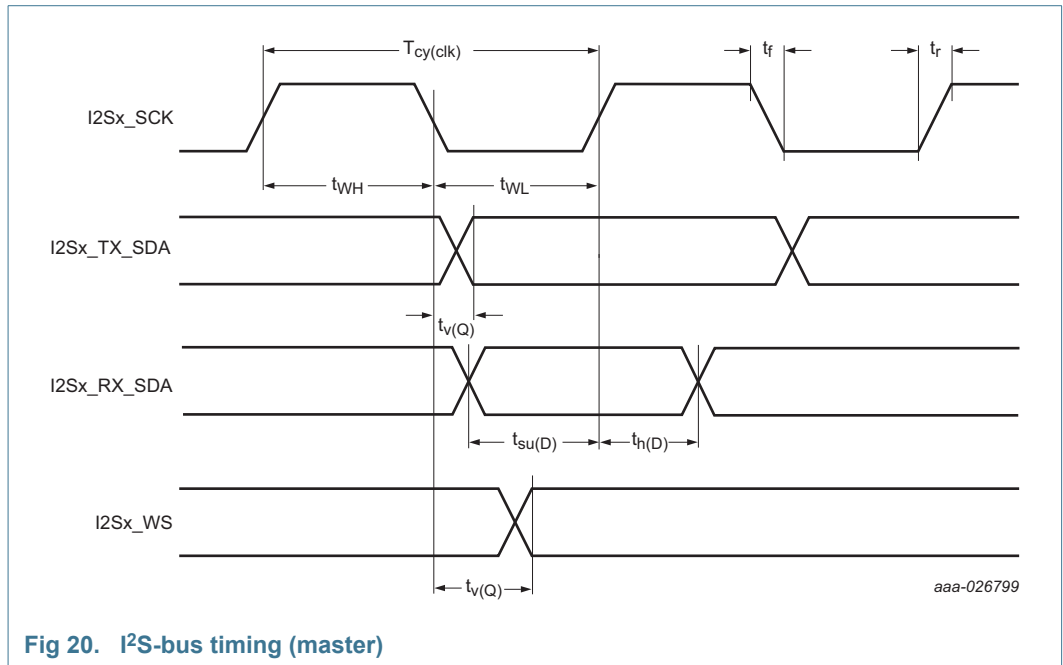 Tcy(clk)
tf
tr
I2Sx_SCK
tWH
tWL
I2Sx_TX_SDA
tv(Q)
I2Sx_RX_SDA
tsu(D)
th(D)
I2Sx_WS
tv(Q)
aaa-026799
Fig 20. I²S-bus timing (master)